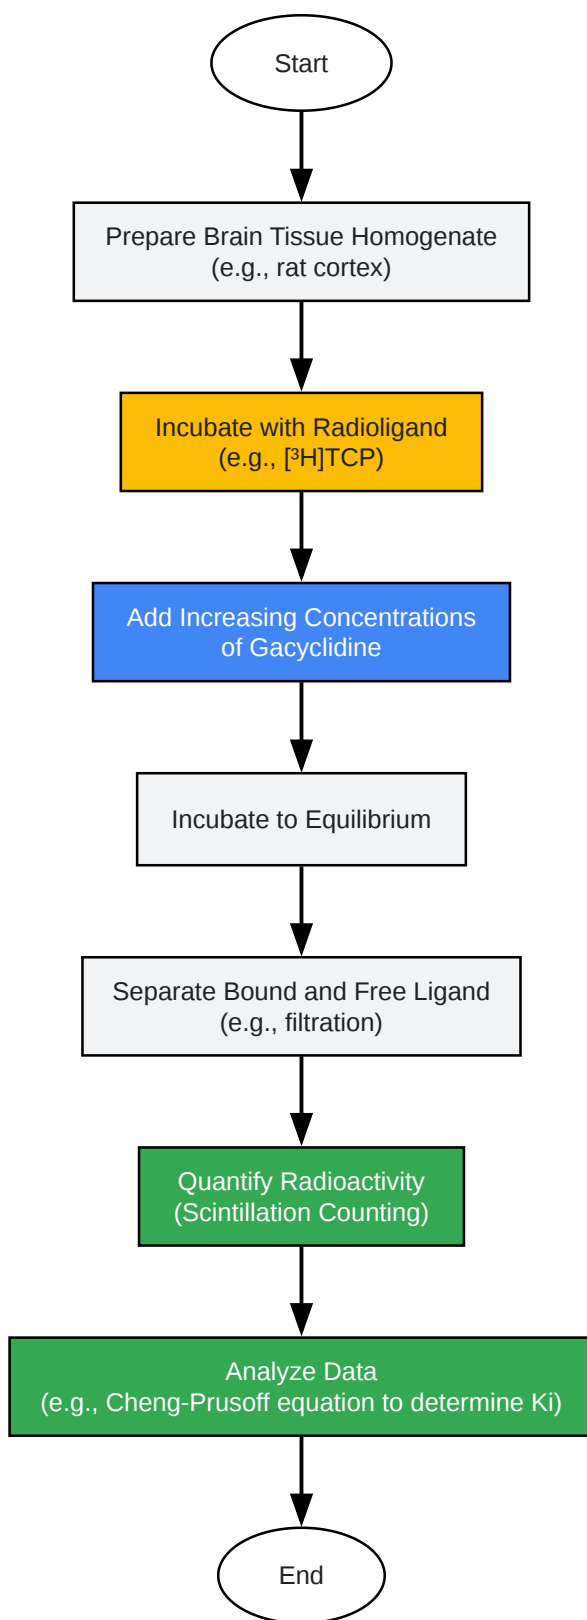 Start
Prepare Brain Tissue Homogenate
(e.g., rat cortex)
Incubate with Radioligand
(e.g., [³H]TCP)
Add Increasing Concentrations
of Gacyclidine
Incubate to Equilibrium
Separate Bound and Free Ligand
(e.g., filtration)
Quantify Radioactivity
(Scintillation Counting)
Analyze Data
(e.g., Cheng-Prusoff equation to determine Ki)
End